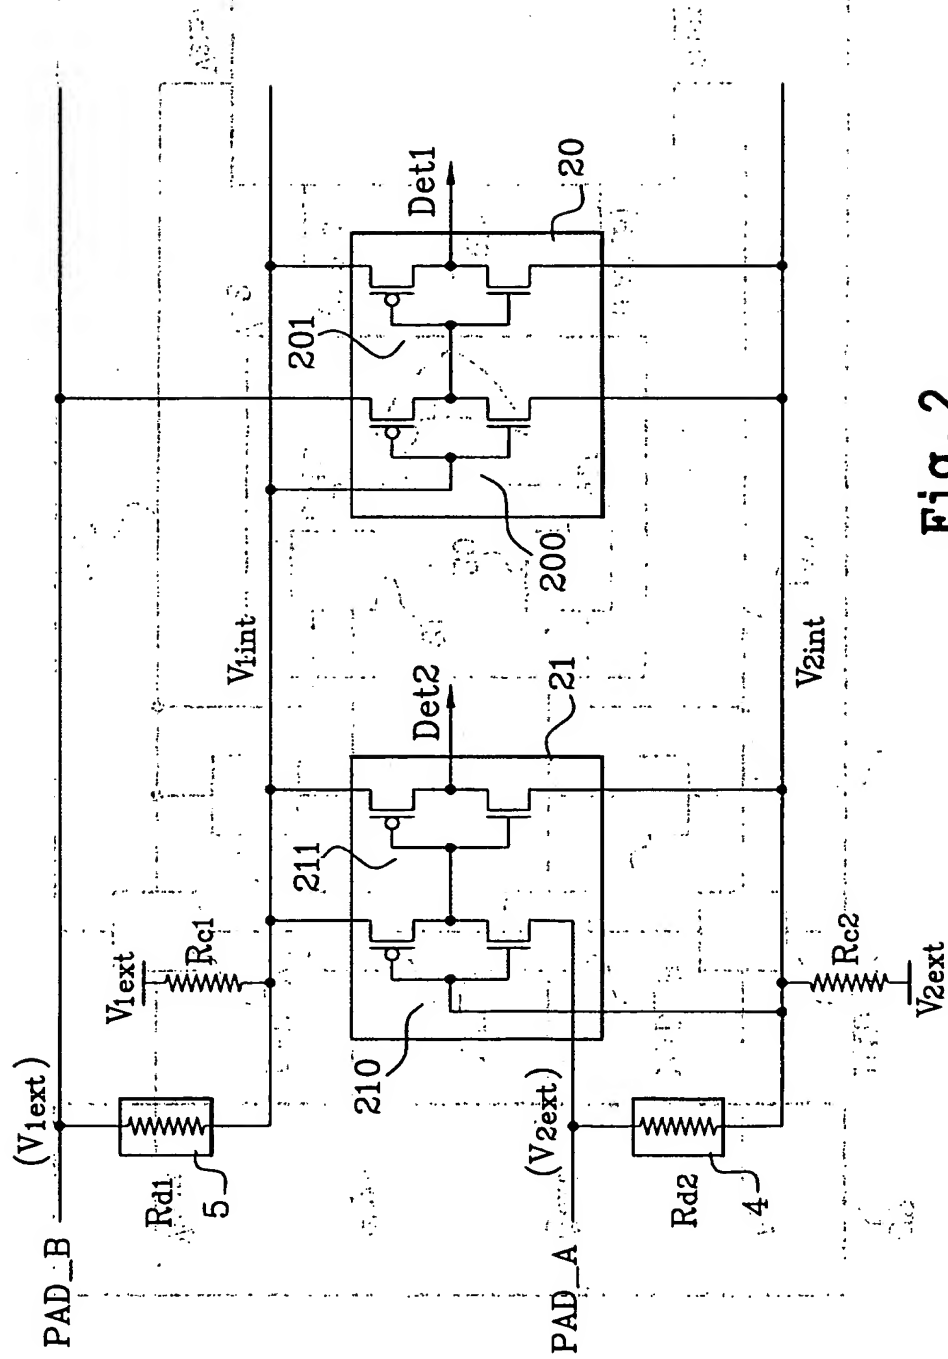 PAD_B
(V1ext)
Rd1
5
V1ext
Rc1
V1int
210
211
Det2
21
200
201
Det1
20
PAD_A
(V2ext)
Rd2
4
Rc2
V2ext
V2int
Fig. 2